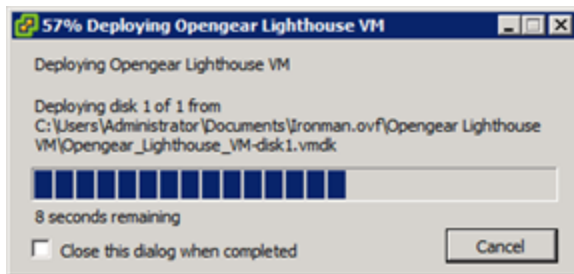 57% Deploying Opengear Lighthouse VM
Deploying Opengear Lighthouse VM
Deploying disk 1 of 1 from
C:\Users\Administrator\Documents\Ironman.ovf\Opengear Lighthouse
VM\Opengear_Lighthouse_VM-disk1.vmdk
8 seconds remaining
Close this dialog when completed
Cancel